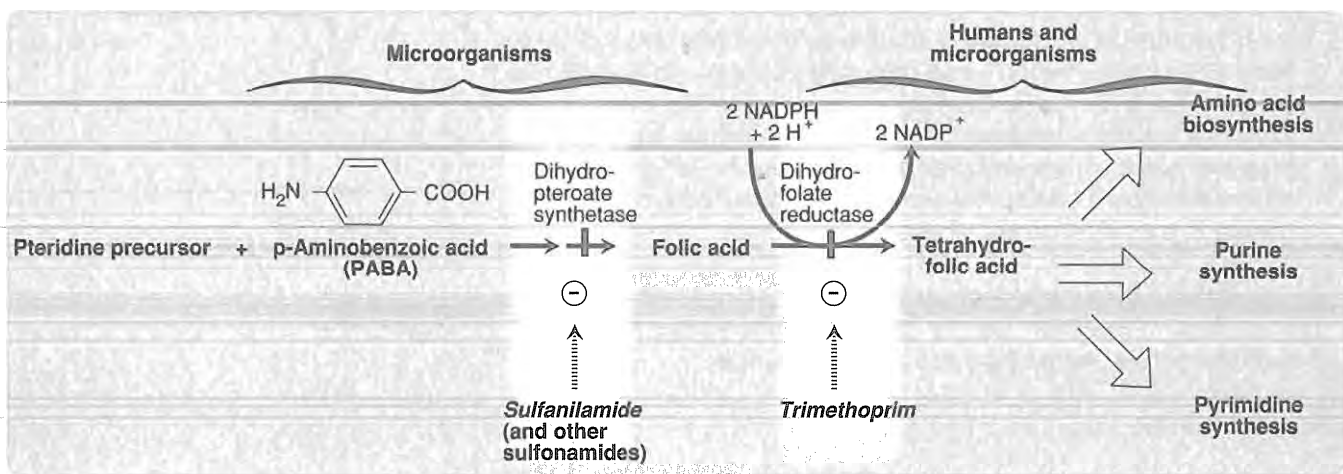 Microorganisms
Humans and
microorganisms
2 NADPH
+ 2 H+
2 NADP+
Amino acid
biosynthesis
H2N
COOH
Dihydro-
pteroate
synthetase
Dihydro-
folate
reductase
Pteridine precursor + p-Aminobenzoic acid
(PABA)
Folic acid
Tetrahydro-
folic acid
Purine
synthesis
−
−
Sulfanilamide
(and other
sulfonamides)
Trimethoprim
Pyrimidine
synthesis